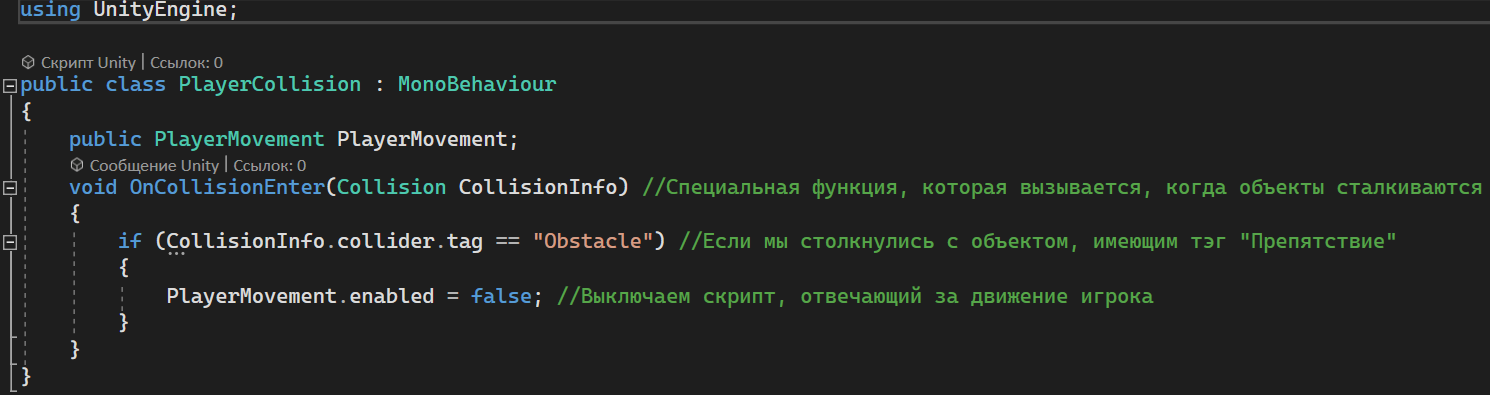 using UnityEngine;
Скрипт Unity | Ссылок: 0
public class PlayerCollision : MonoBehaviour
{
public PlayerMovement PlayerMovement;
Сообщение Unity | Ссылок: 0
void OnCollisionEnter(Collision CollisionInfo) //Специальная функция, которая вызывается, когда объекты сталкиваются
{
if (CollisionInfo.collider.tag == "Obstacle") //Если мы столкнулись с объектом, имеющим тэг "Препятствие"
{
PlayerMovement.enabled = false; //Выключаем скрипт, отвечающий за движение игрока
}
}
}